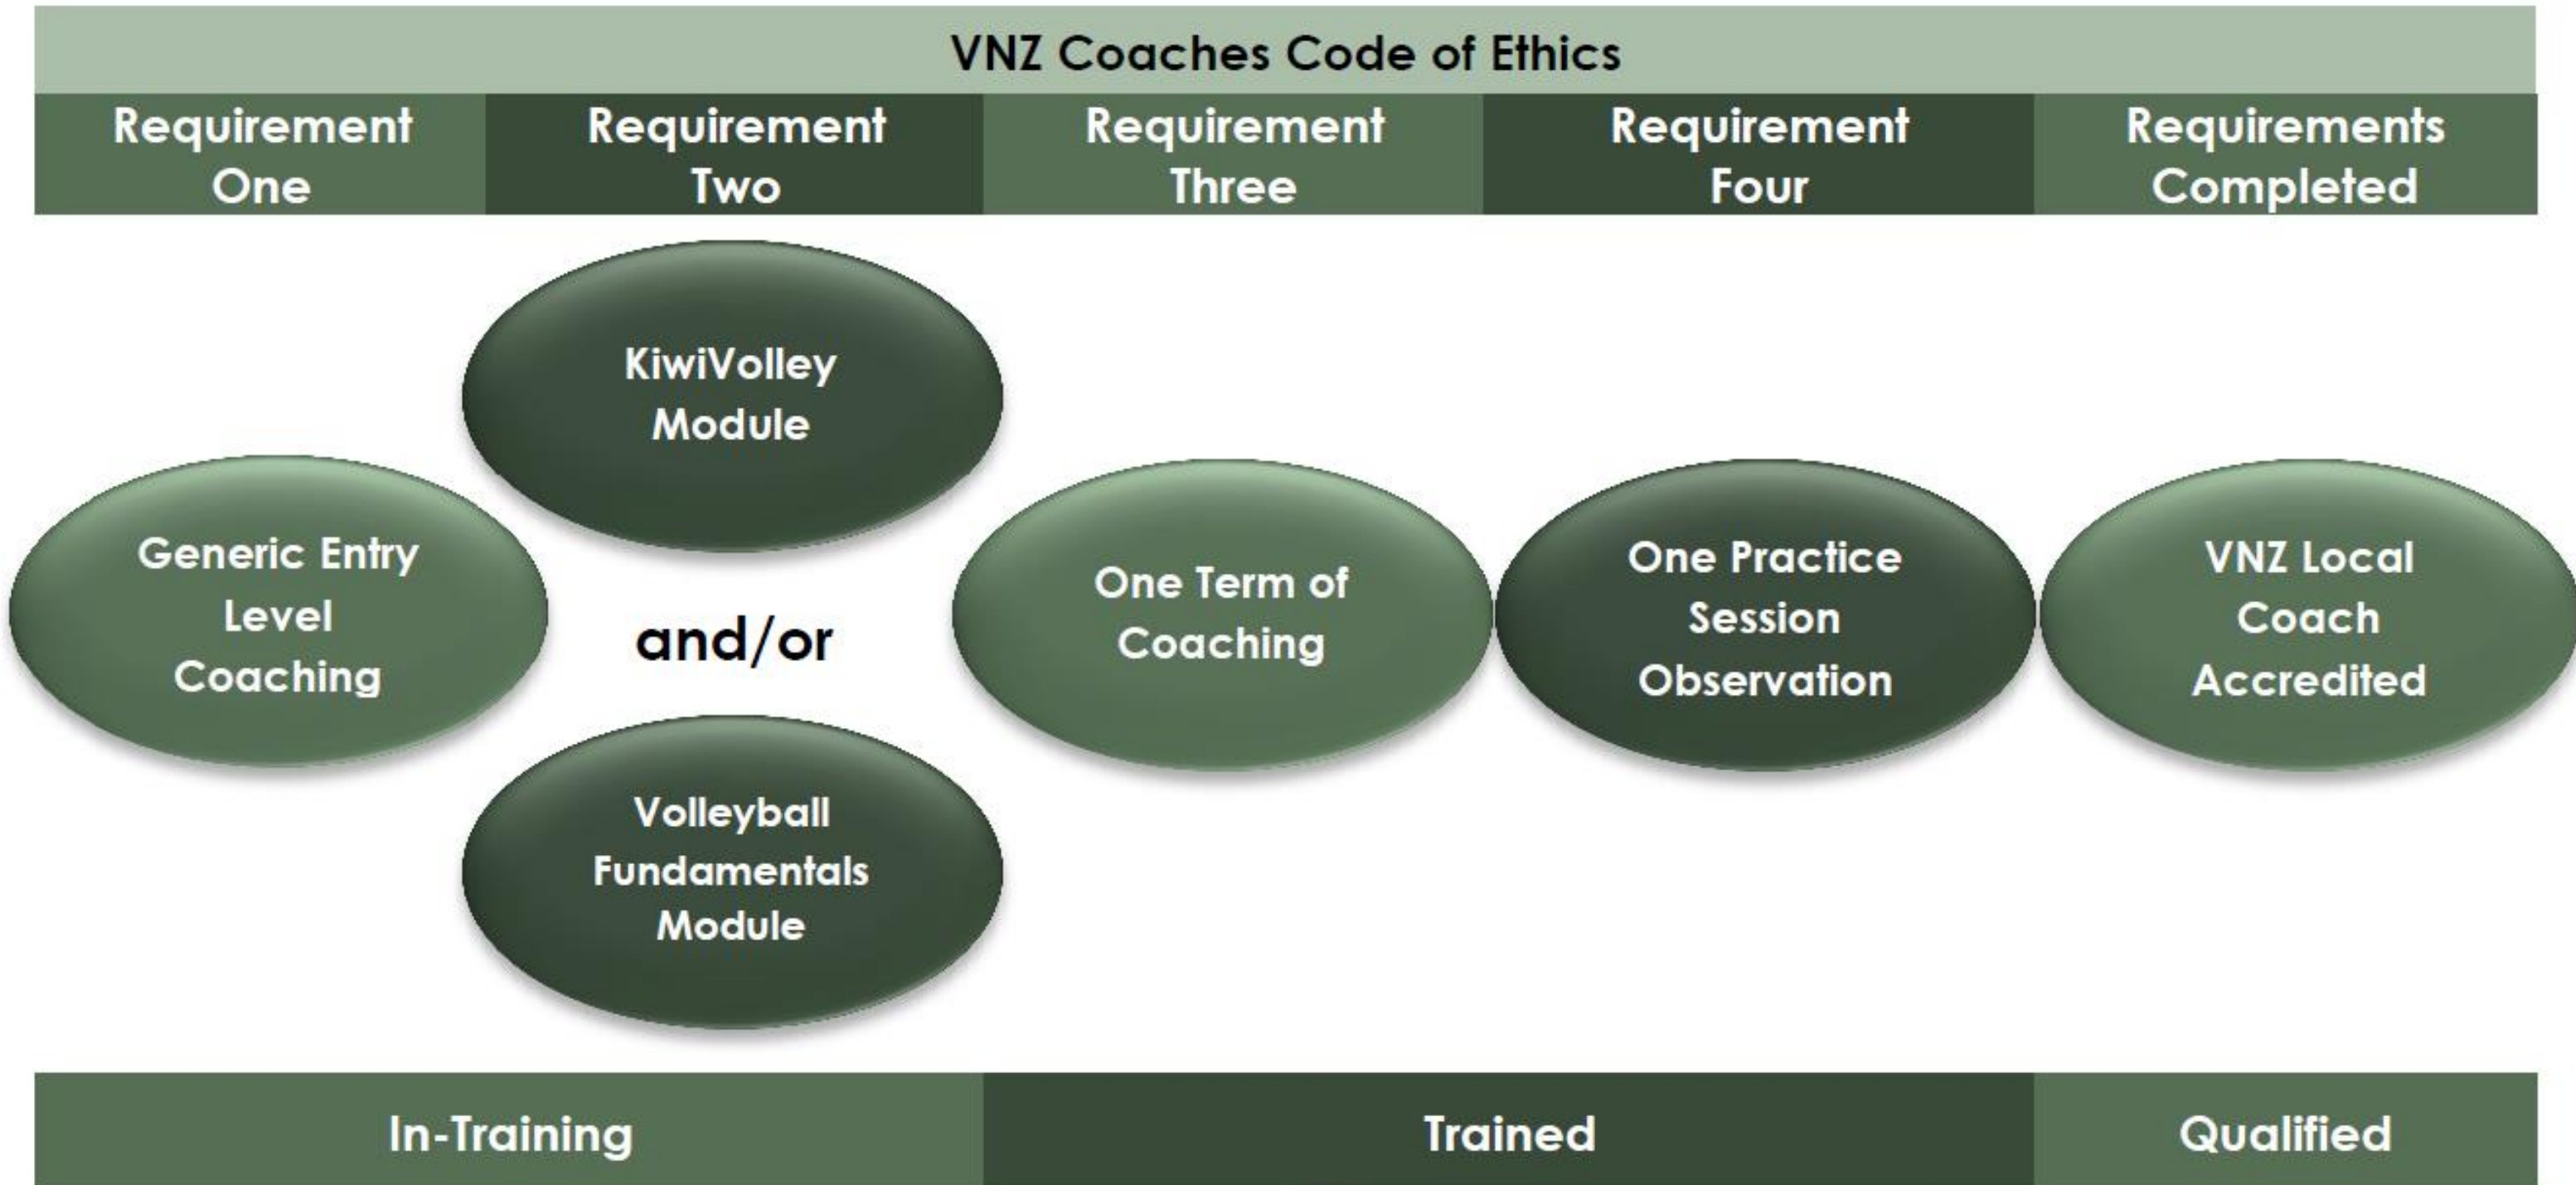 VNZ Coaches Code of Ethics
Requirement
One
Requirement
Two
Requirement
Three
Requirement
Four
Requirements
Completed
Generic Entry
Level
Coaching
KiwiVolley
Module
and/or
Volleyball
Fundamentals
Module
One Term of
Coaching
One Practice
Session
Observation
VNZ Local
Coach
Accredited
In-Training
Trained
Qualified